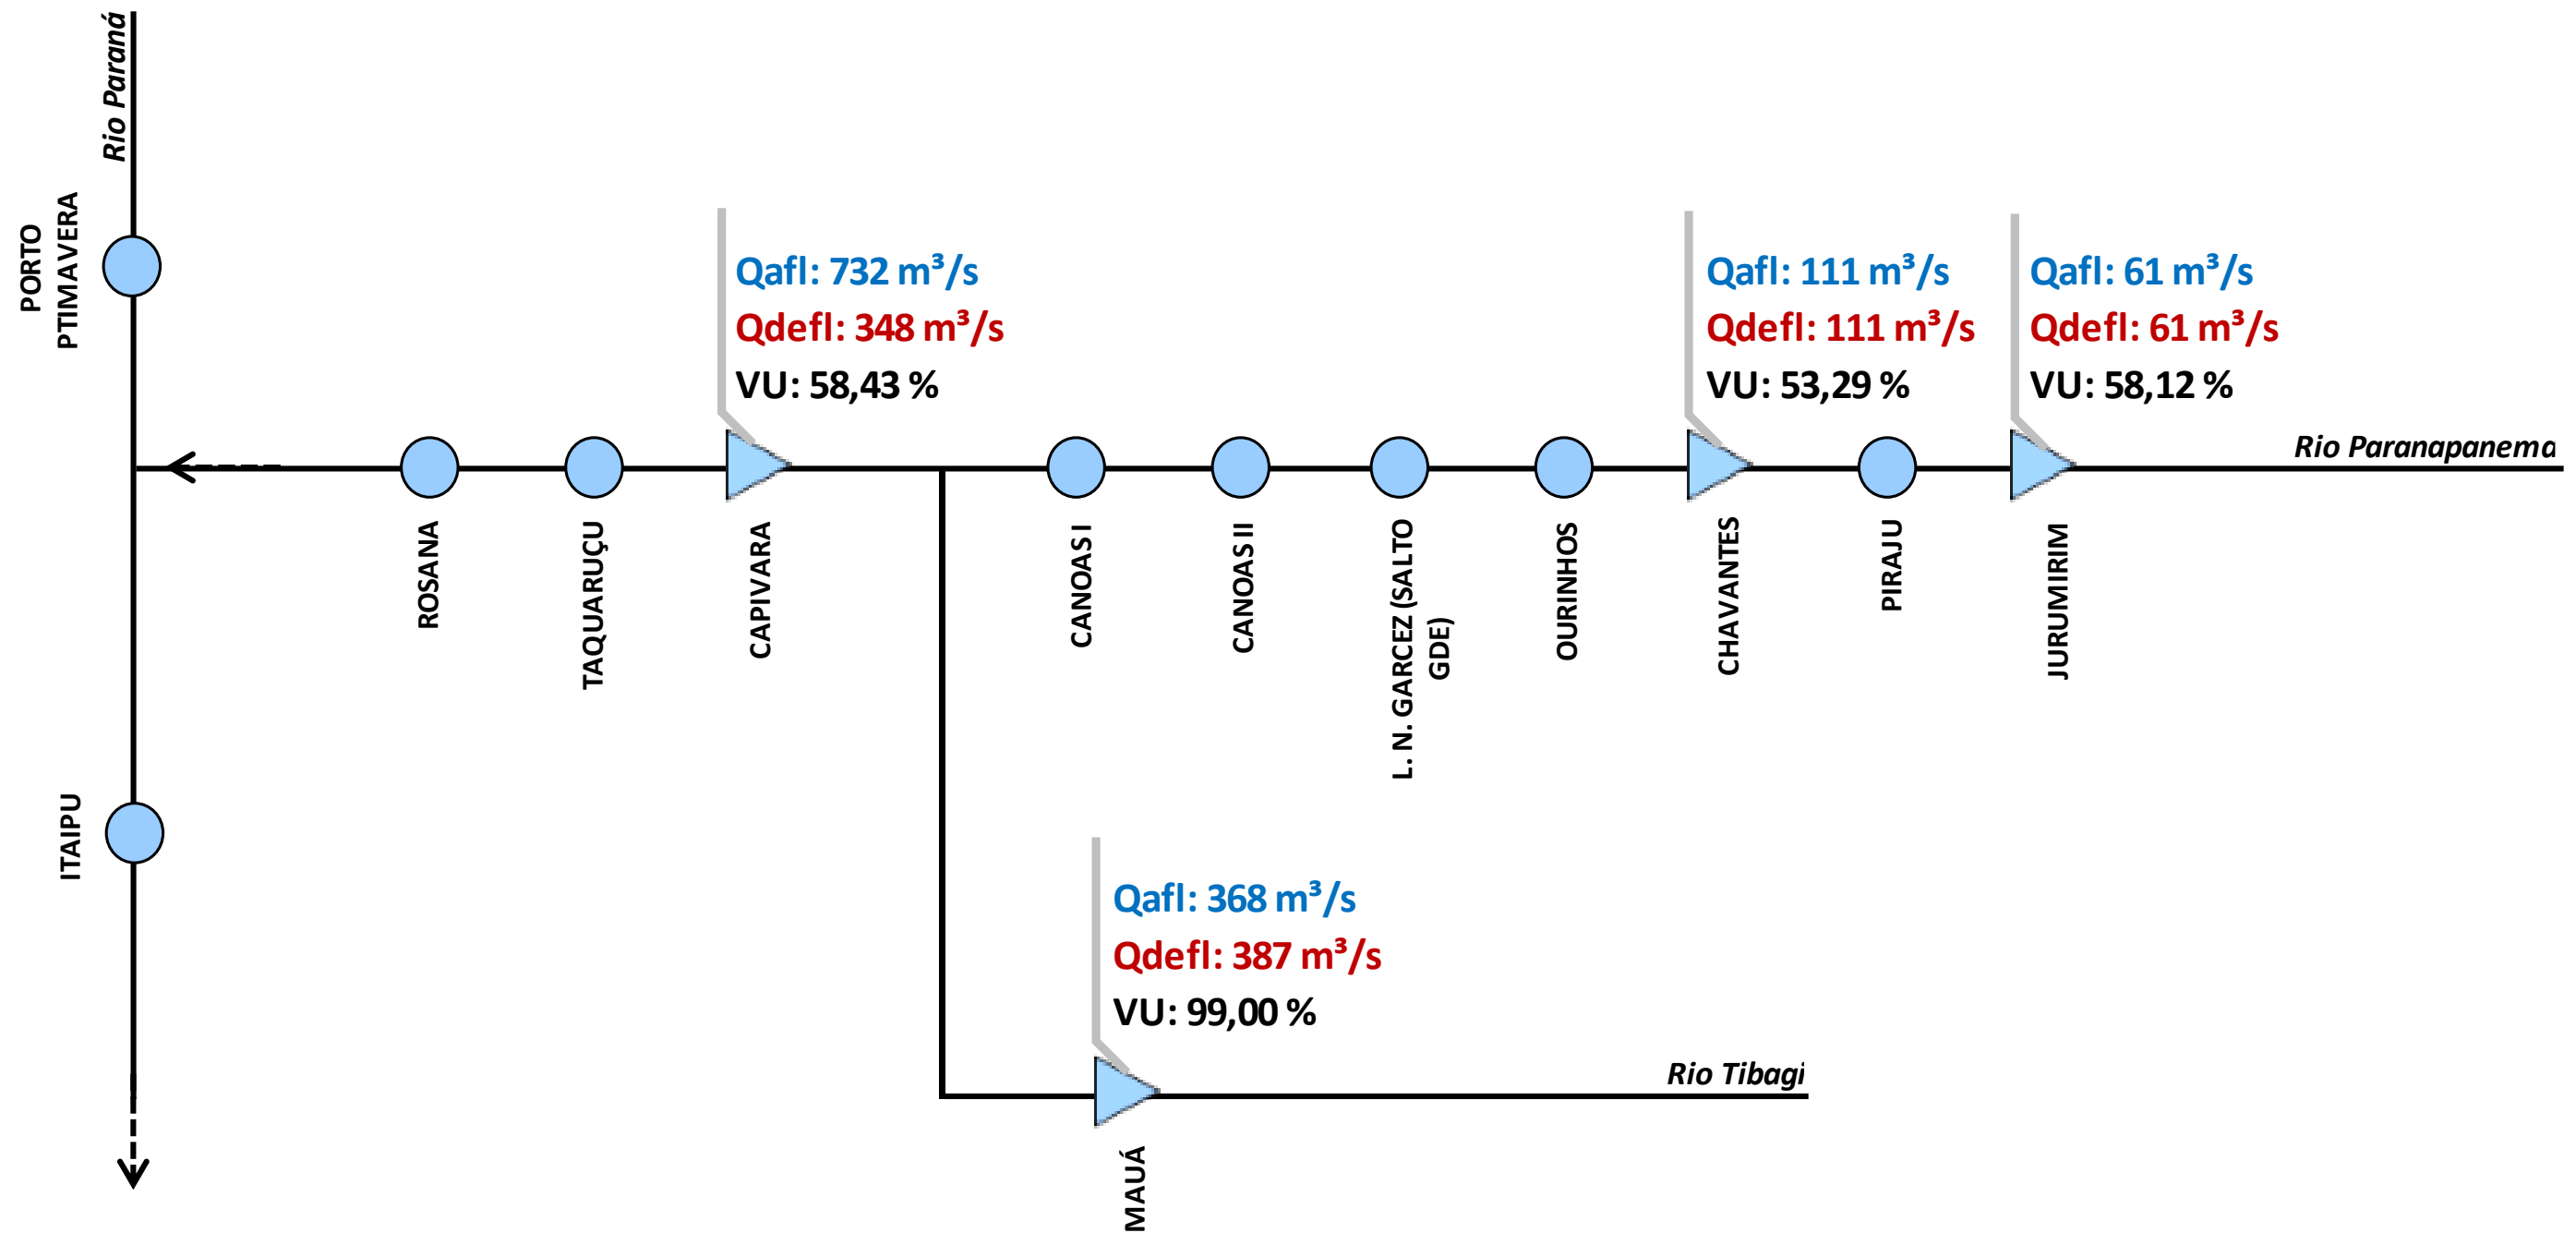 Rio Paraná
PORTO
PTIMAVERA
Qafl: 732 m³/s
Qdefl: 348 m³/s
VU: 58,43 %
Qafl: 111 m³/s
Qdefl: 111 m³/s
VU: 53,29 %
Qafl: 61 m³/s
Qdefl: 61 m³/s
VU: 58,12 %
Rio Paranapanema
ROSANA
TAQUARUÇU
CAPIVARA
CANOAS I
CANOAS II
L. N. GARCEZ (SALTO
GDE)
OURINHOS
CHAVANTES
PIRAJU
JURUMIRIM
ITAIPU
Qafl: 368 m³/s
Qdefl: 387 m³/s
VU: 99,00 %
Rio Tibagi
MAUÁ